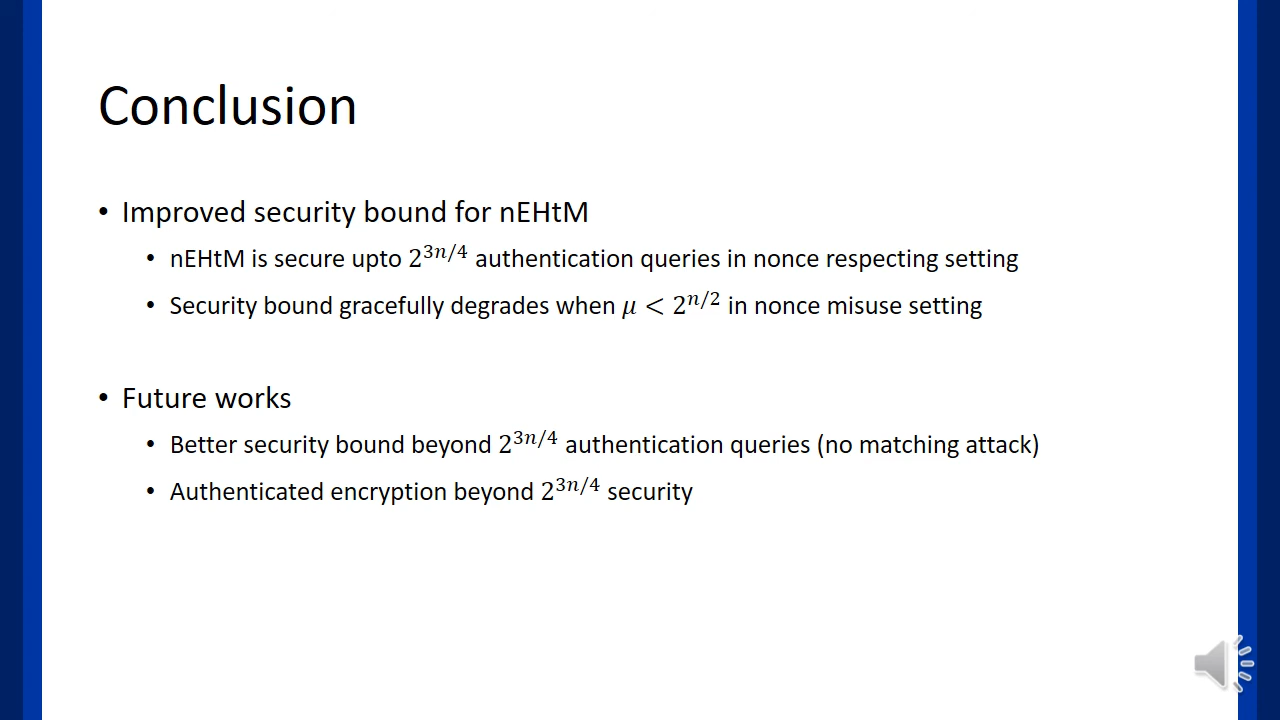 Conclusion
• Improved security bound for nEHtM
• nEHtM is secure upto $2^{3n/4}$ authentication queries in nonce respecting setting
• Security bound gracefully degrades when $\mu < 2^{n/2}$ in nonce misuse setting
• Future works
• Better security bound beyond $2^{3n/4}$ authentication queries (no matching attack)
• Authenticated encryption beyond $2^{3n/4}$ security